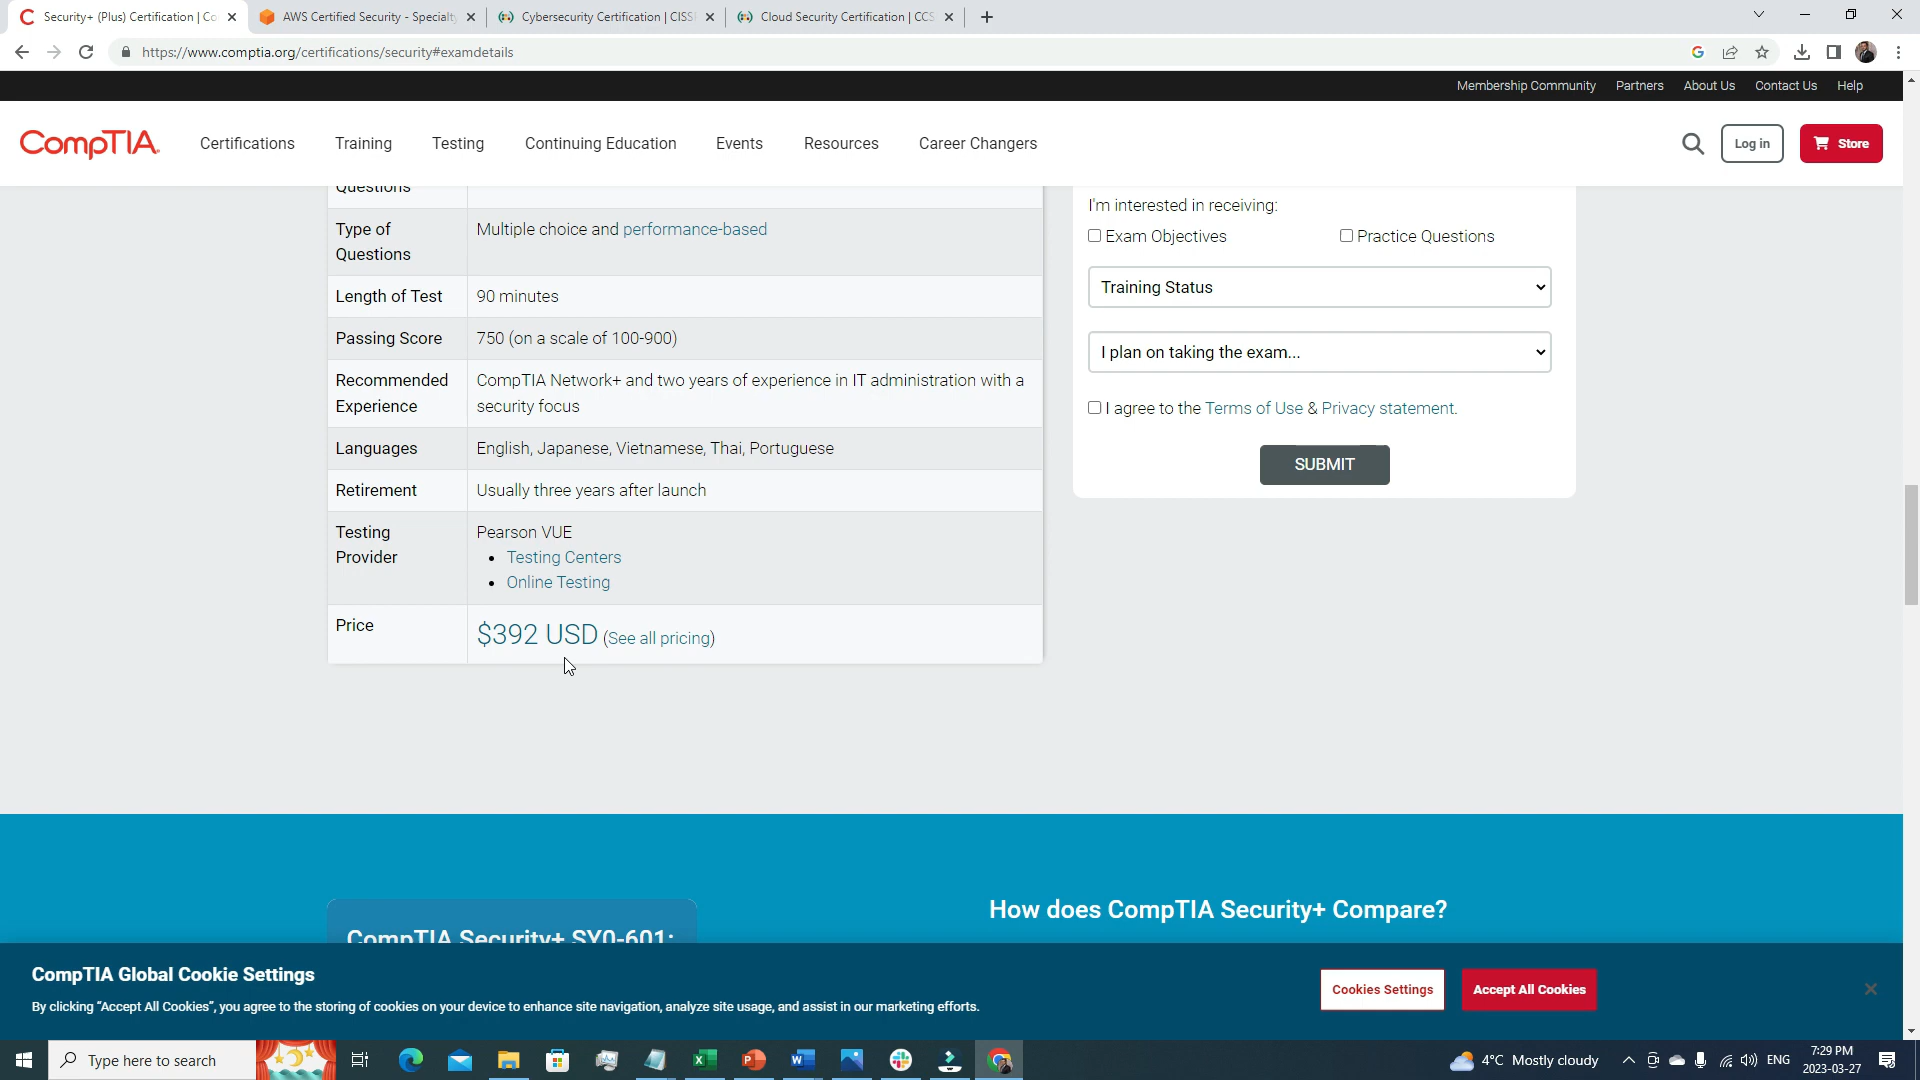 Security+ (Plus) Certification | Co
AWS Certified Security - Specialty
Cybersecurity Certification | CISS
Cloud Security Certification | CCS
https://www.comptia.org/certifications/security#examdetails
Membership Community Partners About Us Contact Us Help
CompTIA.
Certifications Training Testing Continuing Education Events Resources Career Changers
Log in
Store
Questions
Type of Questions
Multiple choice and performance-based
Length of Test
90 minutes
Passing Score
750 (on a scale of 100-900)
Recommended Experience
CompTIA Network+ and two years of experience in IT administration with a
security focus
Languages
English, Japanese, Vietnamese, Thai, Portuguese
Retirement
Usually three years after launch
Testing Provider
Pearson VUE
• Testing Centers
• Online Testing
Price
$392 USD (See all pricing)
I'm interested in receiving:
Exam Objectives
Practice Questions
Training Status
I plan on taking the exam...
I agree to the Terms of Use & Privacy statement.
SUBMIT
CompTIA Security+ SY0-601:
How does CompTIA Security+ Compare?
CompTIA Global Cookie Settings
By clicking “Accept All Cookies”, you agree to the storing of cookies on your device to enhance site navigation, analyze site usage, and assist in our marketing efforts.
Cookies Settings
Accept All Cookies
Type here to search
4°C Mostly cloudy
ENG
7:29 PM
2023-03-27